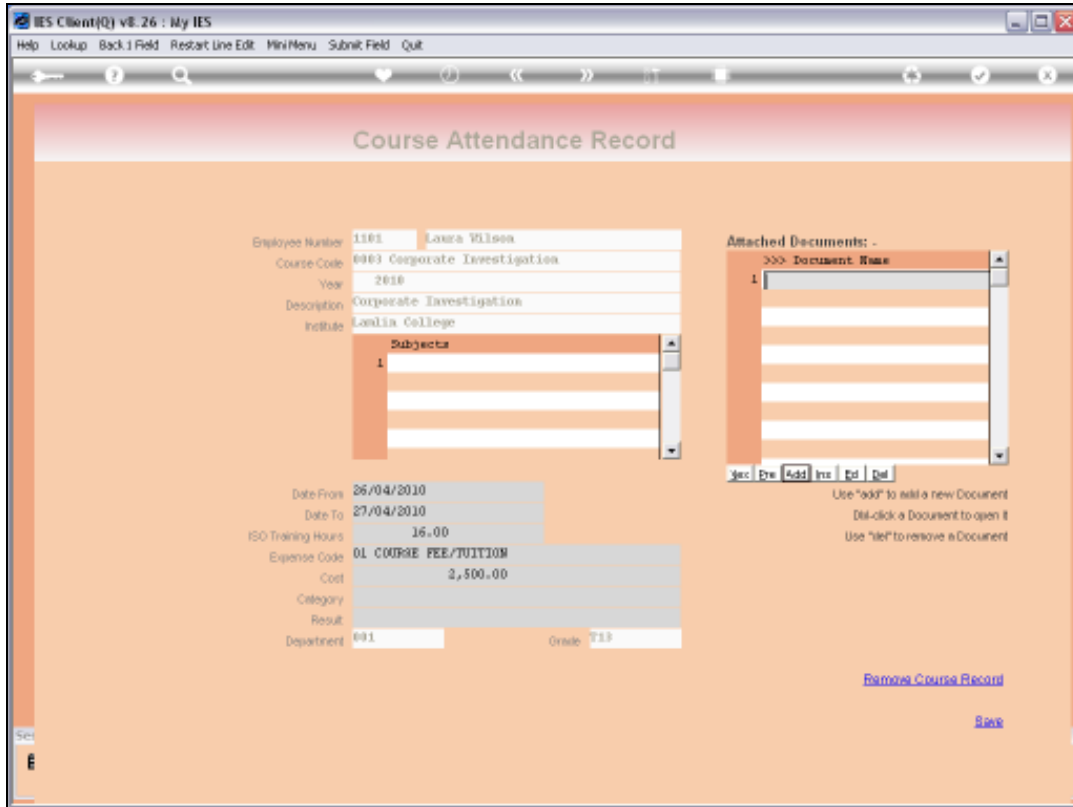 IES Client(Q) v8.26 : My IES
Help Lookup Back 1 Field Restart Line Edit MiniMenu Submit Field Quit
Course Attendance Record
Employee Number 1101 Laura Wilson
Course Code 0003 Corporate Investigation
Year 2010
Description Corporate Investigation
Institute Lanlin College
Subjects
1
Attached Documents: -
>>> Document Name
1
Nex Pre Add Ins Ed Del
Use "add" to add a new Document
Dbl-click a Document to open it
Use "del" to remove a Document
Date From 26/04/2010
Date To 27/04/2010
ISO Training Hours 16.00
Expense Code 01 COURSE FEE/TUITION
Cost 2,500.00
Category
Result
Department 001 Grade T13
Remove Course Record
Save